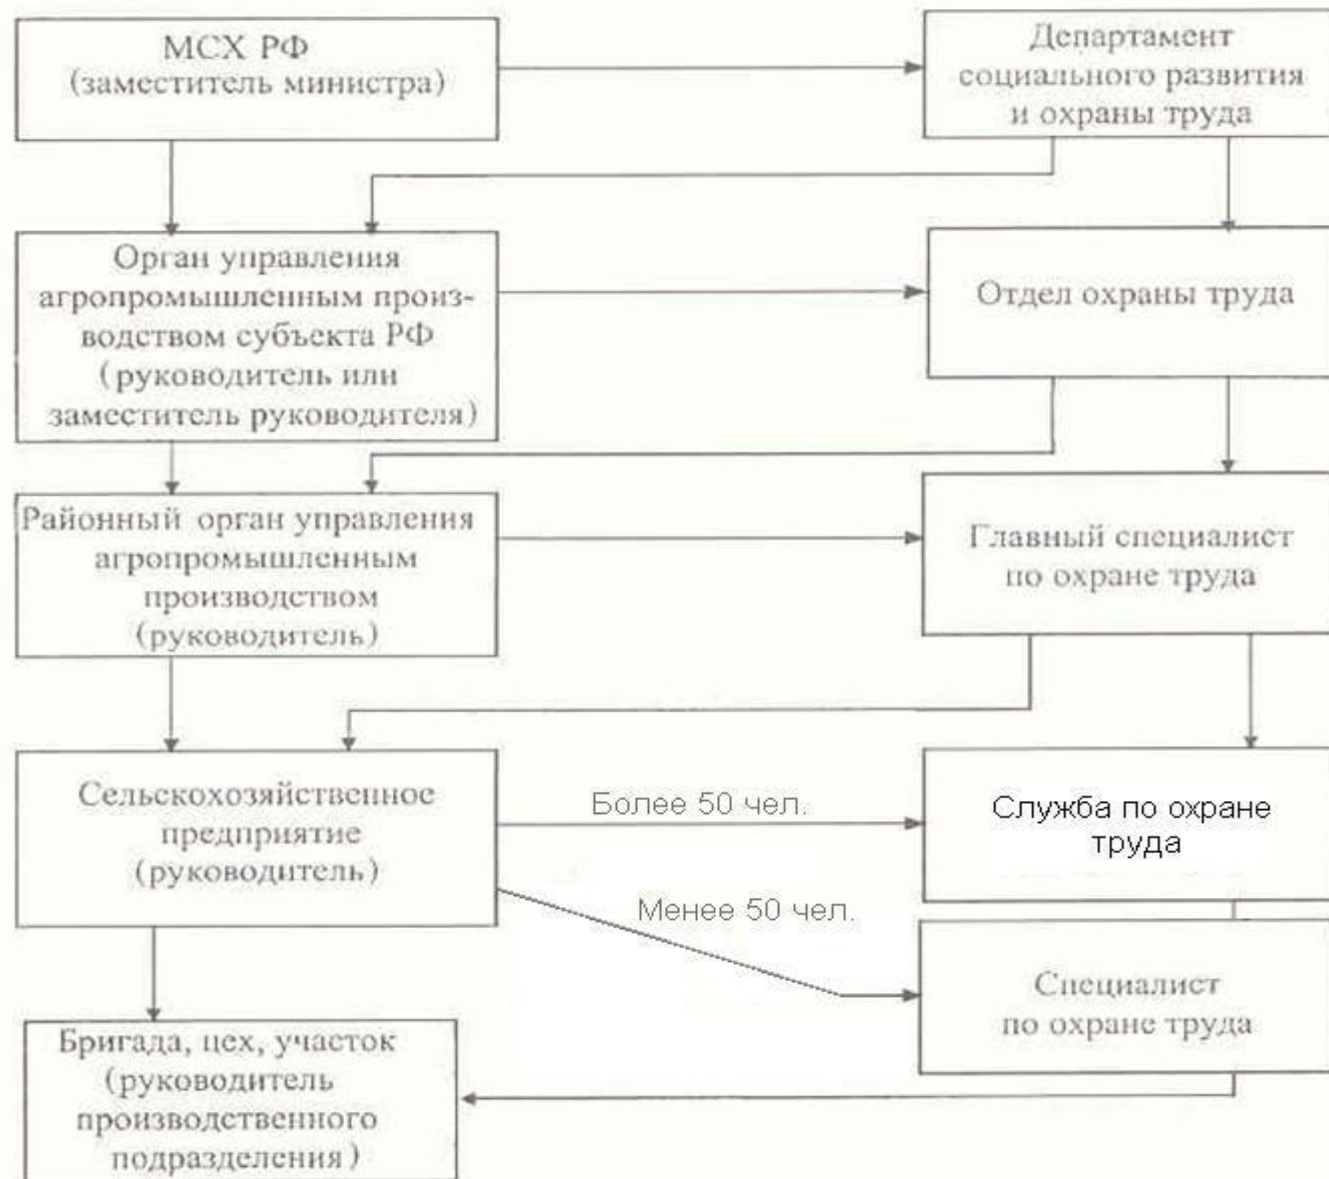 МСХ РФ
(заместитель министра)
Департамент
социального развития
и охраны труда
Орган управления
агропромышленным произ-
водством субъекта РФ
(руководитель или
заместитель руководителя)
Отдел охраны труда
Районный орган управления
агропромышленным
производством
(руководитель)
Главный специалист
по охране труда
Сельскохозяйственное
предприятие
(руководитель)
Более 50 чел.
Служба по охране
труда
Менее 50 чел.
Специалист
по охране труда
Бригада, цех, участок
(руководитель
производственного
подразделения)